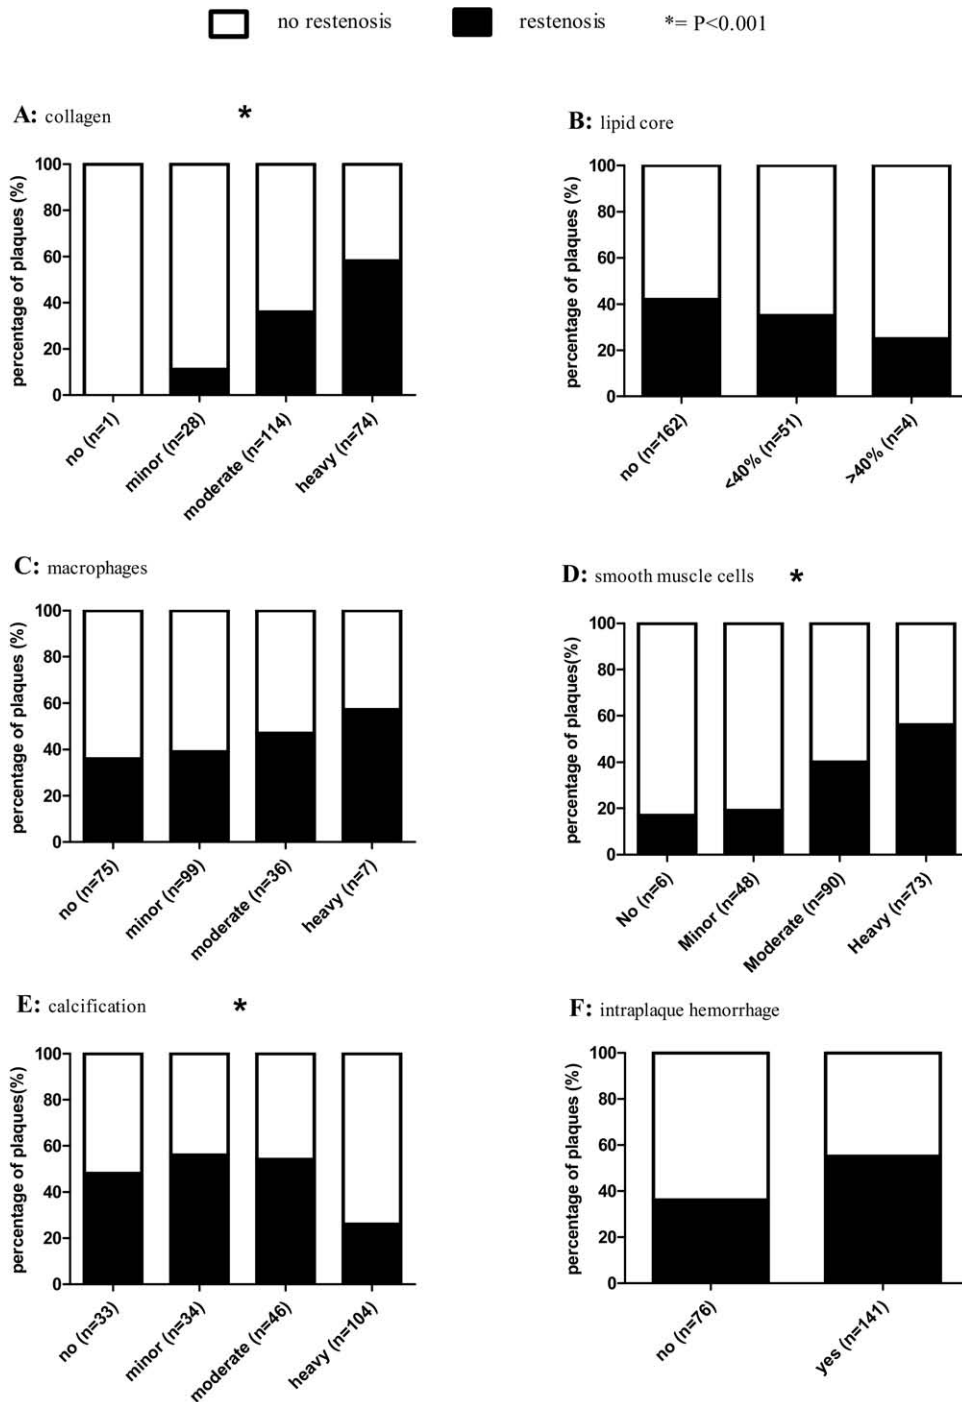 no restenosis restenosis *= P<0.001
A: collagen *
percentage of plaques (%)
100
80
60
40
20
0
no (n=1)
minor (n=28)
moderate (n=114)
heavy (n=74)
B: lipid core
percentage of plaques (%)
100
80
60
40
20
0
no (n=162)
<40% (n=51)
>40% (n=4)
C: macrophages
percentage of plaques (%)
100
80
60
40
20
0
no (n=75)
minor (n=99)
moderate (n=36)
heavy (n=7)
D: smooth muscle cells *
percentage of plaques(%)
100
80
60
40
20
0
No (n=6)
Minor (n=48)
Moderate (n=90)
Heavy (n=73)
E: calcification *
percentage of plaques(%)
100
80
60
40
20
0
no (n=33)
minor (n=34)
moderate (n=46)
heavy (n=104)
F: intraplaque hemorrhage
percentage of plaques (%)
100
80
60
40
20
0
no (n=76)
yes (n=141)